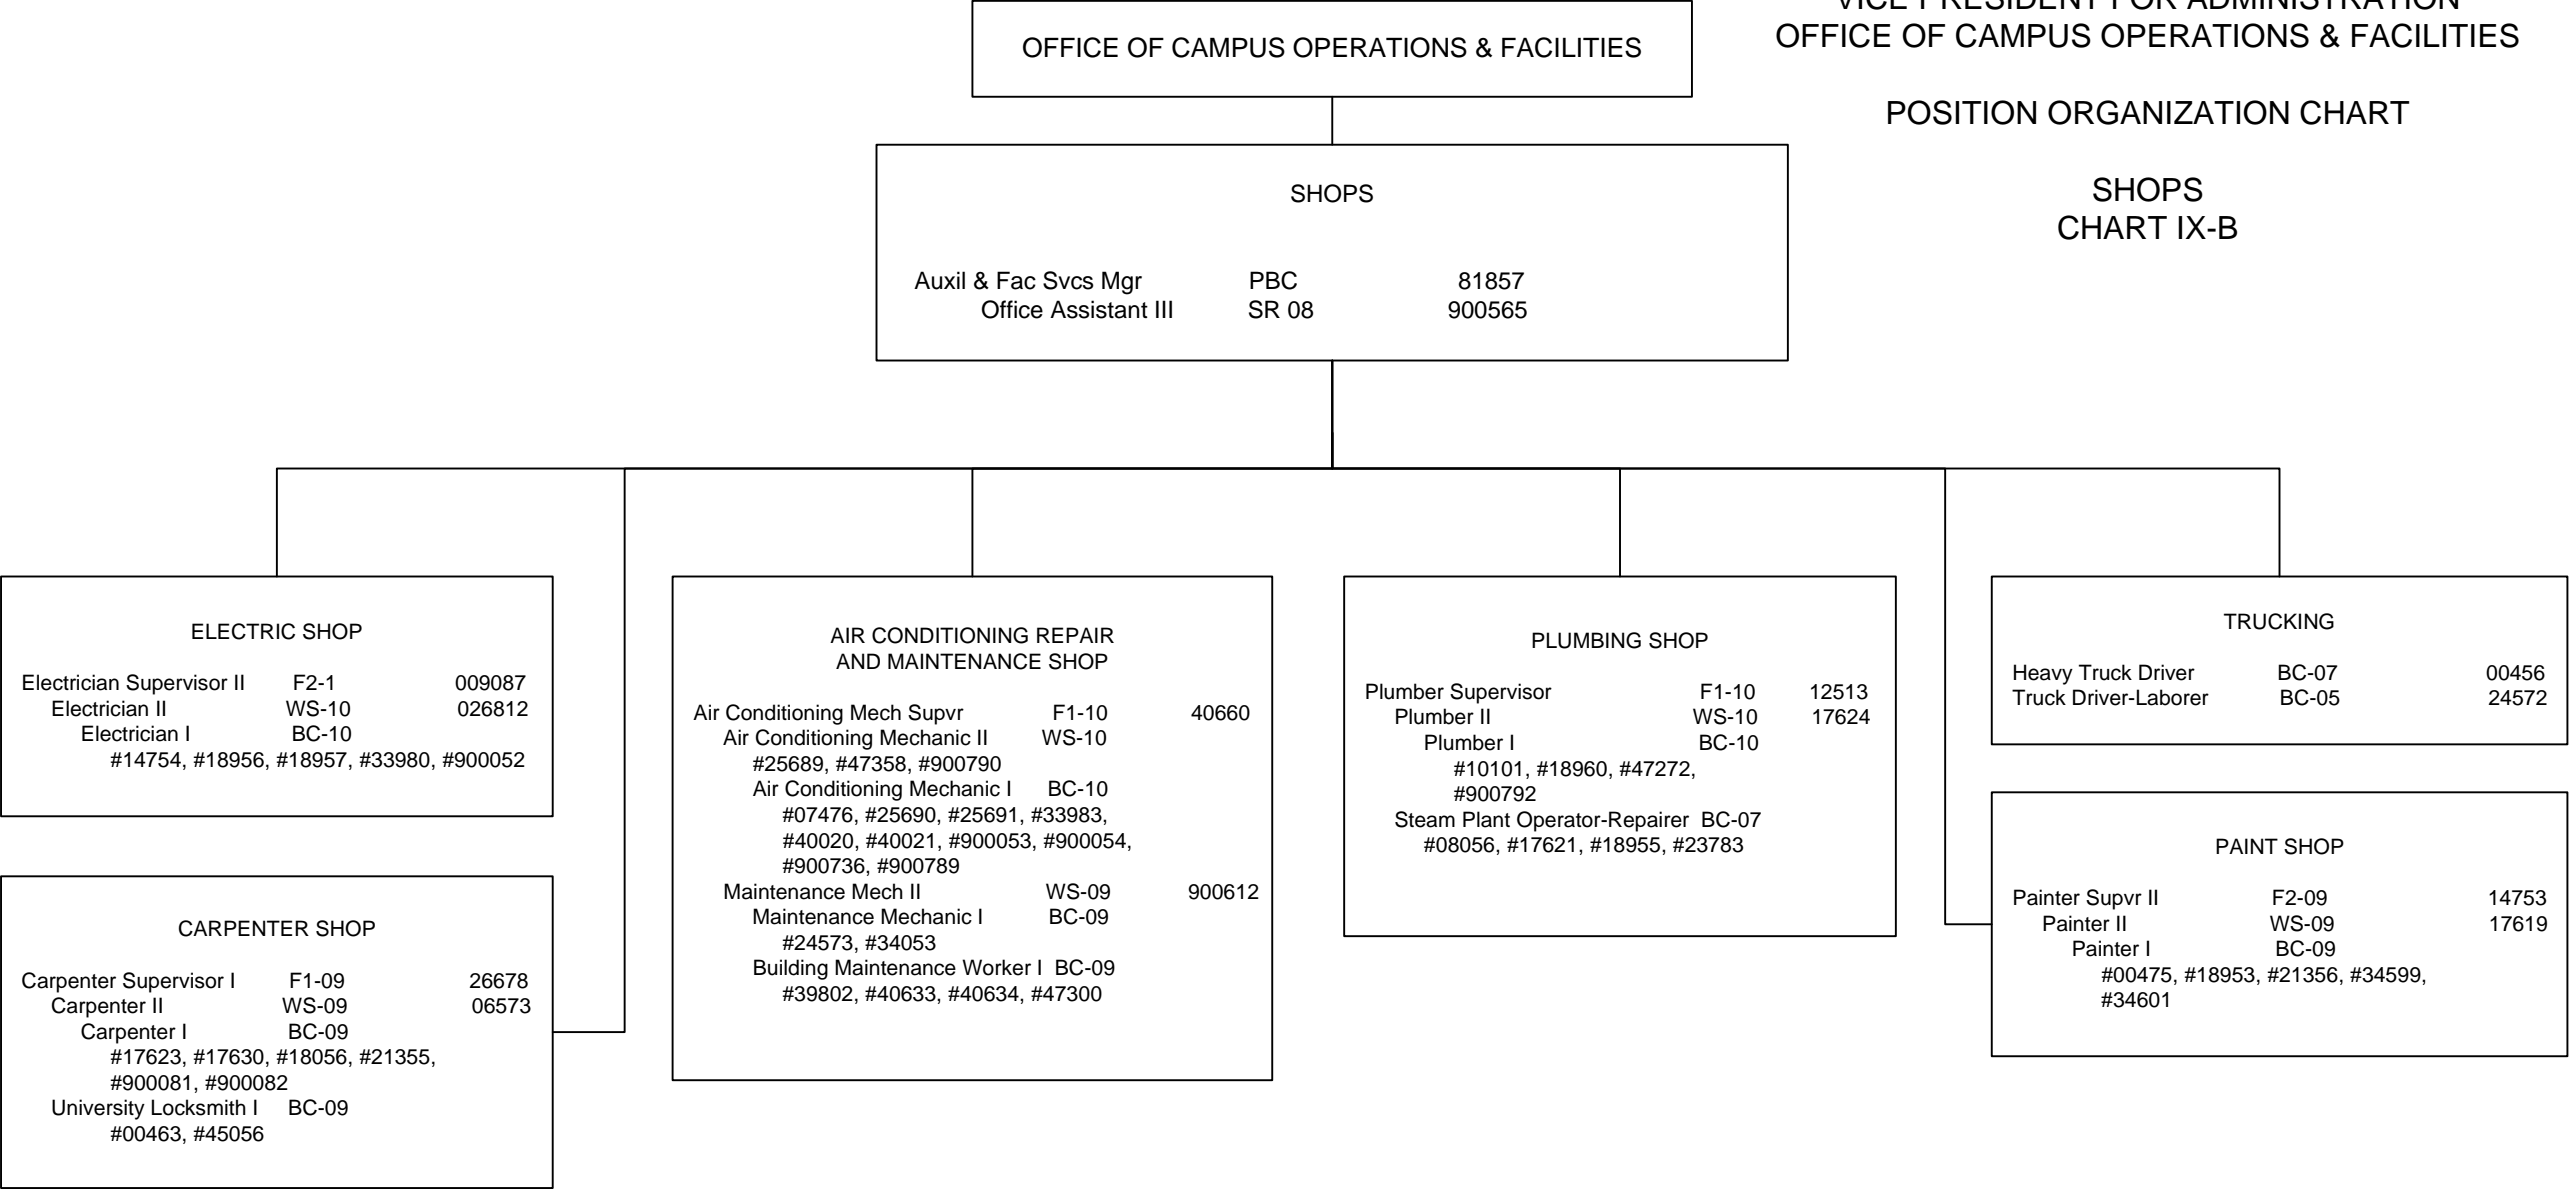 VICE PRESIDENT FOR ADMINISTRATION
OFFICE OF CAMPUS OPERATIONS & FACILITIES
POSITION ORGANIZATION CHART
SHOPS
CHART IX-B
OFFICE OF CAMPUS OPERATIONS & FACILITIES
SHOPS
Auxil & Fac Svcs Mgr PBC 81857
Office Assistant III SR 08 900565
ELECTRIC SHOP
Electrician Supervisor II F2-1 009087
Electrician II WS-10 026812
Electrician I BC-10
#14754, #18956, #18957, #33980, #900052
CARPENTER SHOP
Carpenter Supervisor I F1-09 26678
Carpenter II WS-09 06573
Carpenter I BC-09
#17623, #17630, #18056, #21355,
#900081, #900082
University Locksmith I BC-09
#00463, #45056
AIR CONDITIONING REPAIR
AND MAINTENANCE SHOP
Air Conditioning Mech Supvr F1-10 40660
Air Conditioning Mechanic II WS-10
#25689, #47358, #900790
Air Conditioning Mechanic I BC-10
#07476, #25690, #25691, #33983,
#40020, #40021, #900053, #900054,
#900736, #900789
Maintenance Mech II WS-09 900612
Maintenance Mechanic I BC-09
#24573, #34053
Building Maintenance Worker I BC-09
#39802, #40633, #40634, #47300
PLUMBING SHOP
Plumber Supervisor F1-10 12513
Plumber II WS-10 17624
Plumber I BC-10
#10101, #18960, #47272,
#900792
Steam Plant Operator-Repairer BC-07
#08056, #17621, #18955, #23783
TRUCKING
Heavy Truck Driver BC-07 00456
Truck Driver-Laborer BC-05 24572
PAINT SHOP
Painter Supvr II F2-09 14753
Painter II WS-09 17619
Painter I BC-09
#00475, #18953, #21356, #34599,
#34601